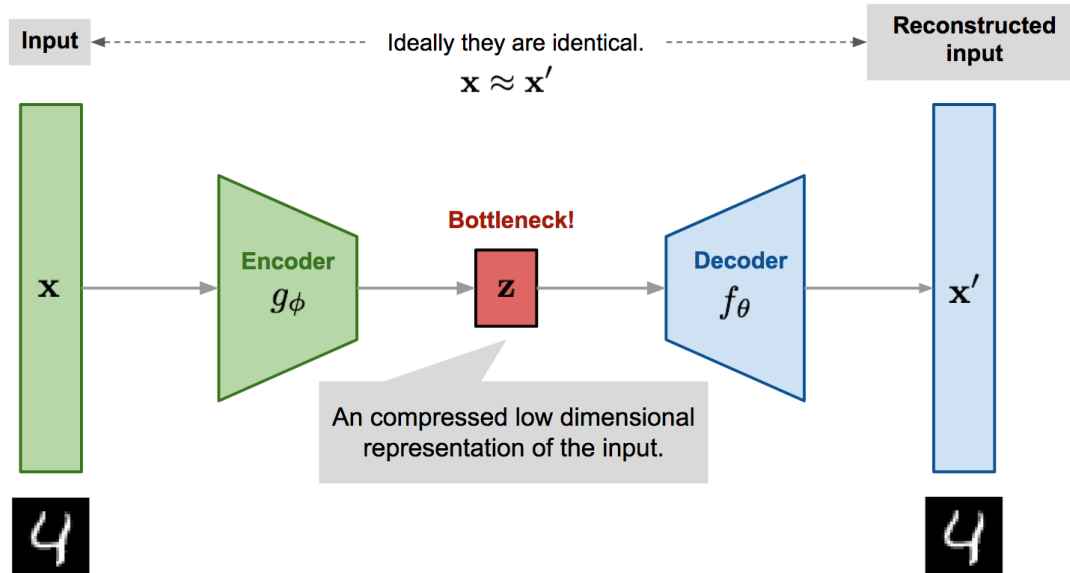 Input
Ideally they are identical.
x ≈ x′
Reconstructed
input
Bottleneck!
x
Encoder
gϕ
z
Decoder
fθ
x′
An compressed low dimensional
representation of the input.
4
4